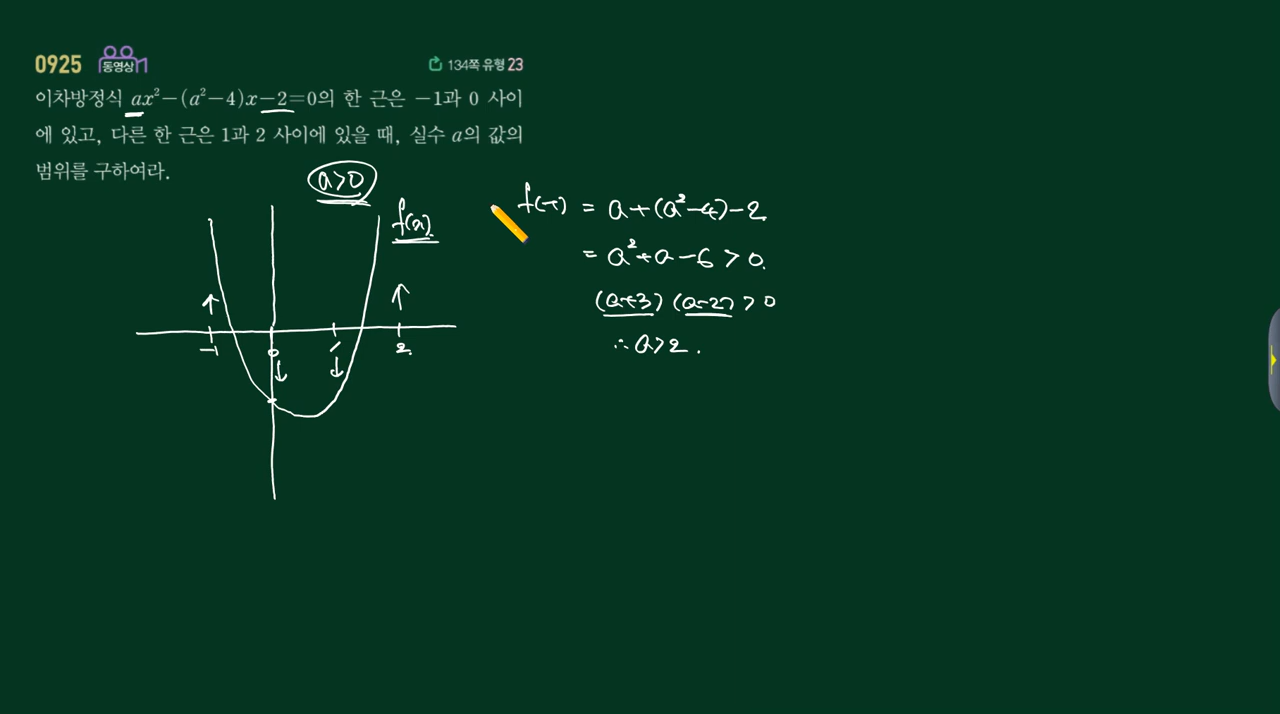 0925 동영상 134쪽 유형 23
이차방정식 ax²-(a²-4)x-2=0의 한 근은 -1과 0 사이
에 있고, 다른 한 근은 1과 2 사이에 있을 때, 실수 a의 값의
범위를 구하여라.
a>0
f(x)
-1 0 1 2
f(-1) = a+(a²-4)-2
= a²+a-6 > 0.
(a+3)(a-2) > 0
∴ a>2.